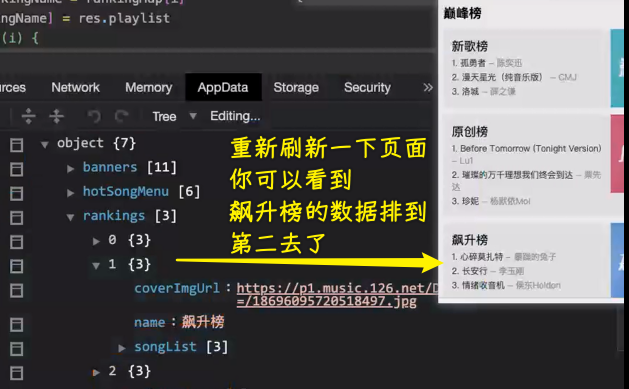 ingName = rankingMap[i]
ngName] = res.playlist
(i) {
rces Network Memory AppData Storage Security »
Tree Editing...
object {7}
banners [11]
hotSongMenu [6]
rankings [3]
0 {3}
1 {3}
coverImgUrl : https://p1.music.126.net/D
=/18696095720518497.jpg
name : 飙升榜
songList [3]
2 {3}
重新刷新一下页面
你可以看到
飙升榜的数据排到
第二去了
巅峰榜
新歌榜
1. 孤勇者 – 陈奕迅
2. 漫天星光（纯音乐版） – CMJ
3. 洛城 – 薛之谦
原创榜
1. Before Tomorrow (Tonight Version)
– Lu1
2. 璀璨的万千理想我们终会到达 – 鼎先
达
3. 珍妮 – 杨默依Moi
飙升榜
1. 心碎莫扎特 – 的兔子
2. 长安行 – 李玉刚
3. 情绪收音机 – 侯东Holdon